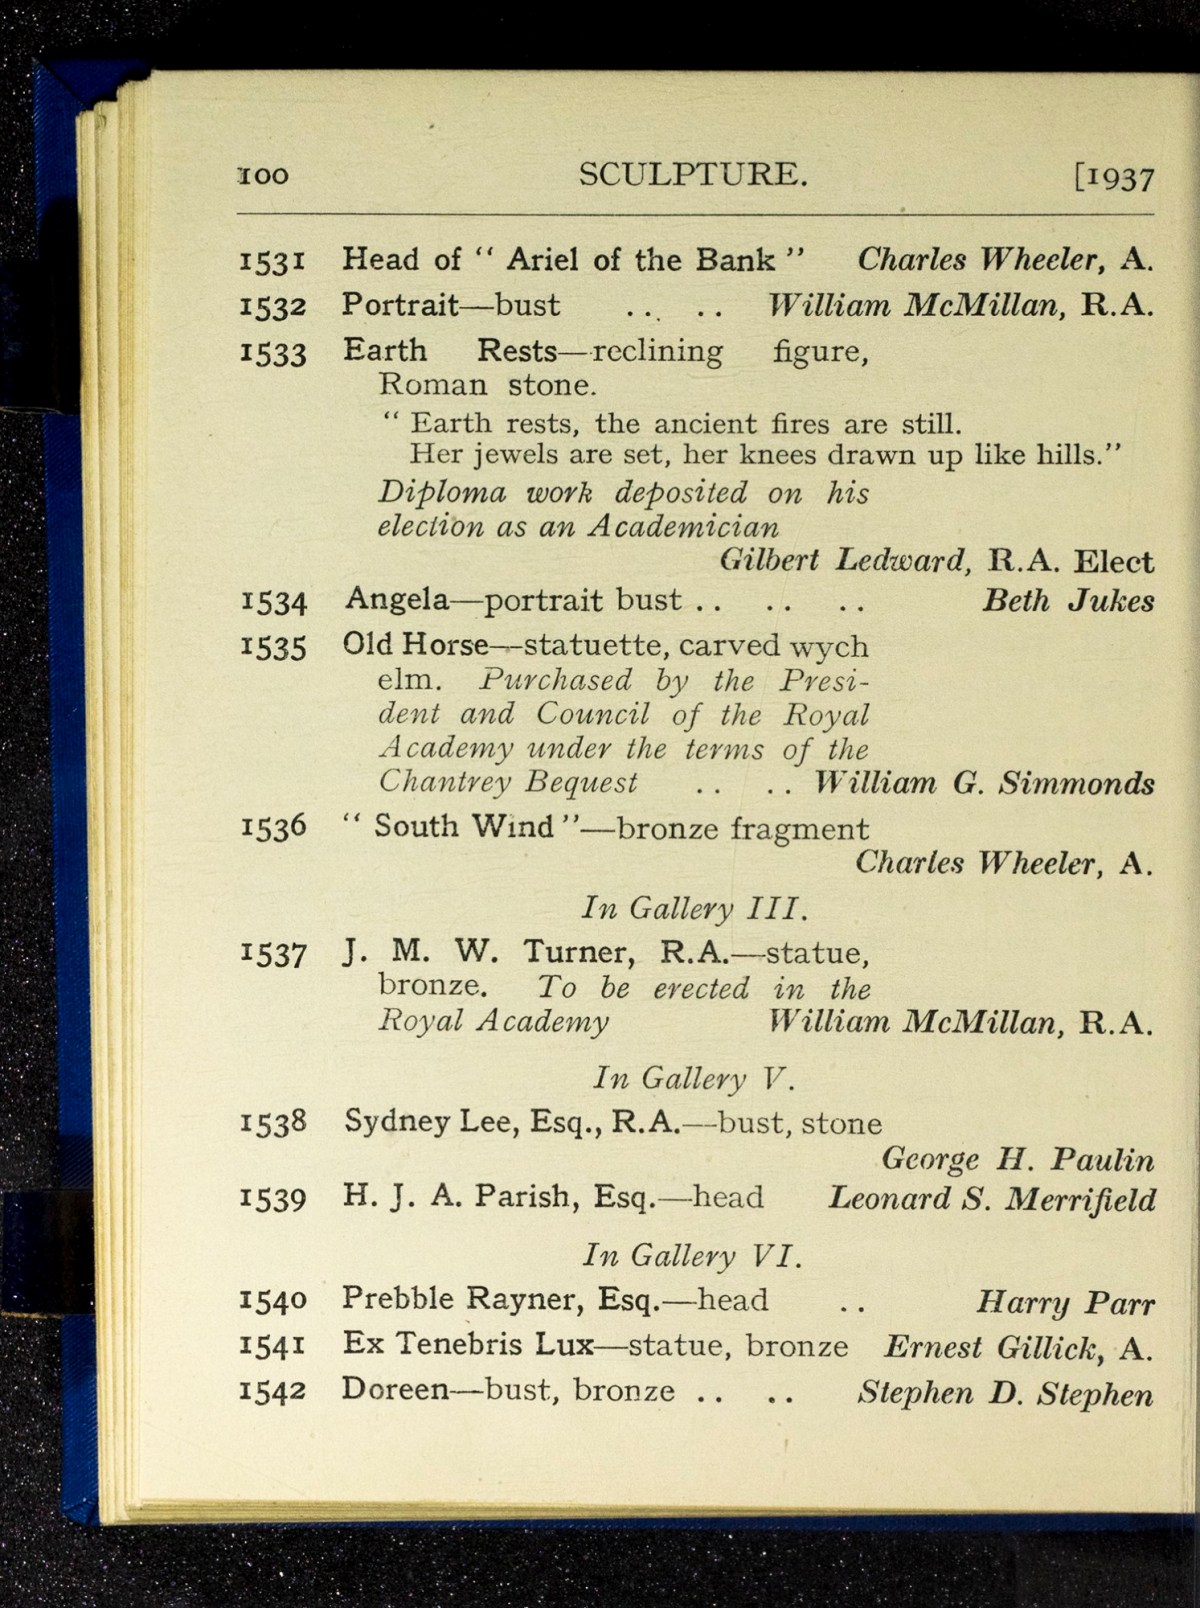 100 SCULPTURE. [1937
1531 Head of “ Ariel of the Bank ” Charles Wheeler, A.
1532 Portrait—bust .. .. William McMillan, R.A.
1533 Earth Rests—reclining figure,
Roman stone.
“ Earth rests, the ancient fires are still.
Her jewels are set, her knees drawn up like hills.”
Diploma work deposited on his
election as an Academician
Gilbert Ledward, R.A. Elect
1534 Angela—portrait bust .. .. .. Beth Jukes
1535 Old Horse—statuette, carved wych
elm. Purchased by the Presi-
dent and Council of the Royal
Academy under the terms of the
Chantrey Bequest .. .. William G. Simmonds
1536 “ South Wind ”—bronze fragment
Charles Wheeler, A.
In Gallery III.
1537 J. M. W. Turner, R.A.—statue,
bronze. To be erected in the
Royal Academy William McMillan, R.A.
In Gallery V.
1538 Sydney Lee, Esq., R.A.—bust, stone
George H. Paulin
1539 H. J. A. Parish, Esq.—head Leonard S. Merrifield
In Gallery VI.
1540 Prebble Rayner, Esq.—head .. Harry Parr
1541 Ex Tenebris Lux—statue, bronze Ernest Gillick, A.
1542 Doreen—bust, bronze .. .. Stephen D. Stephen